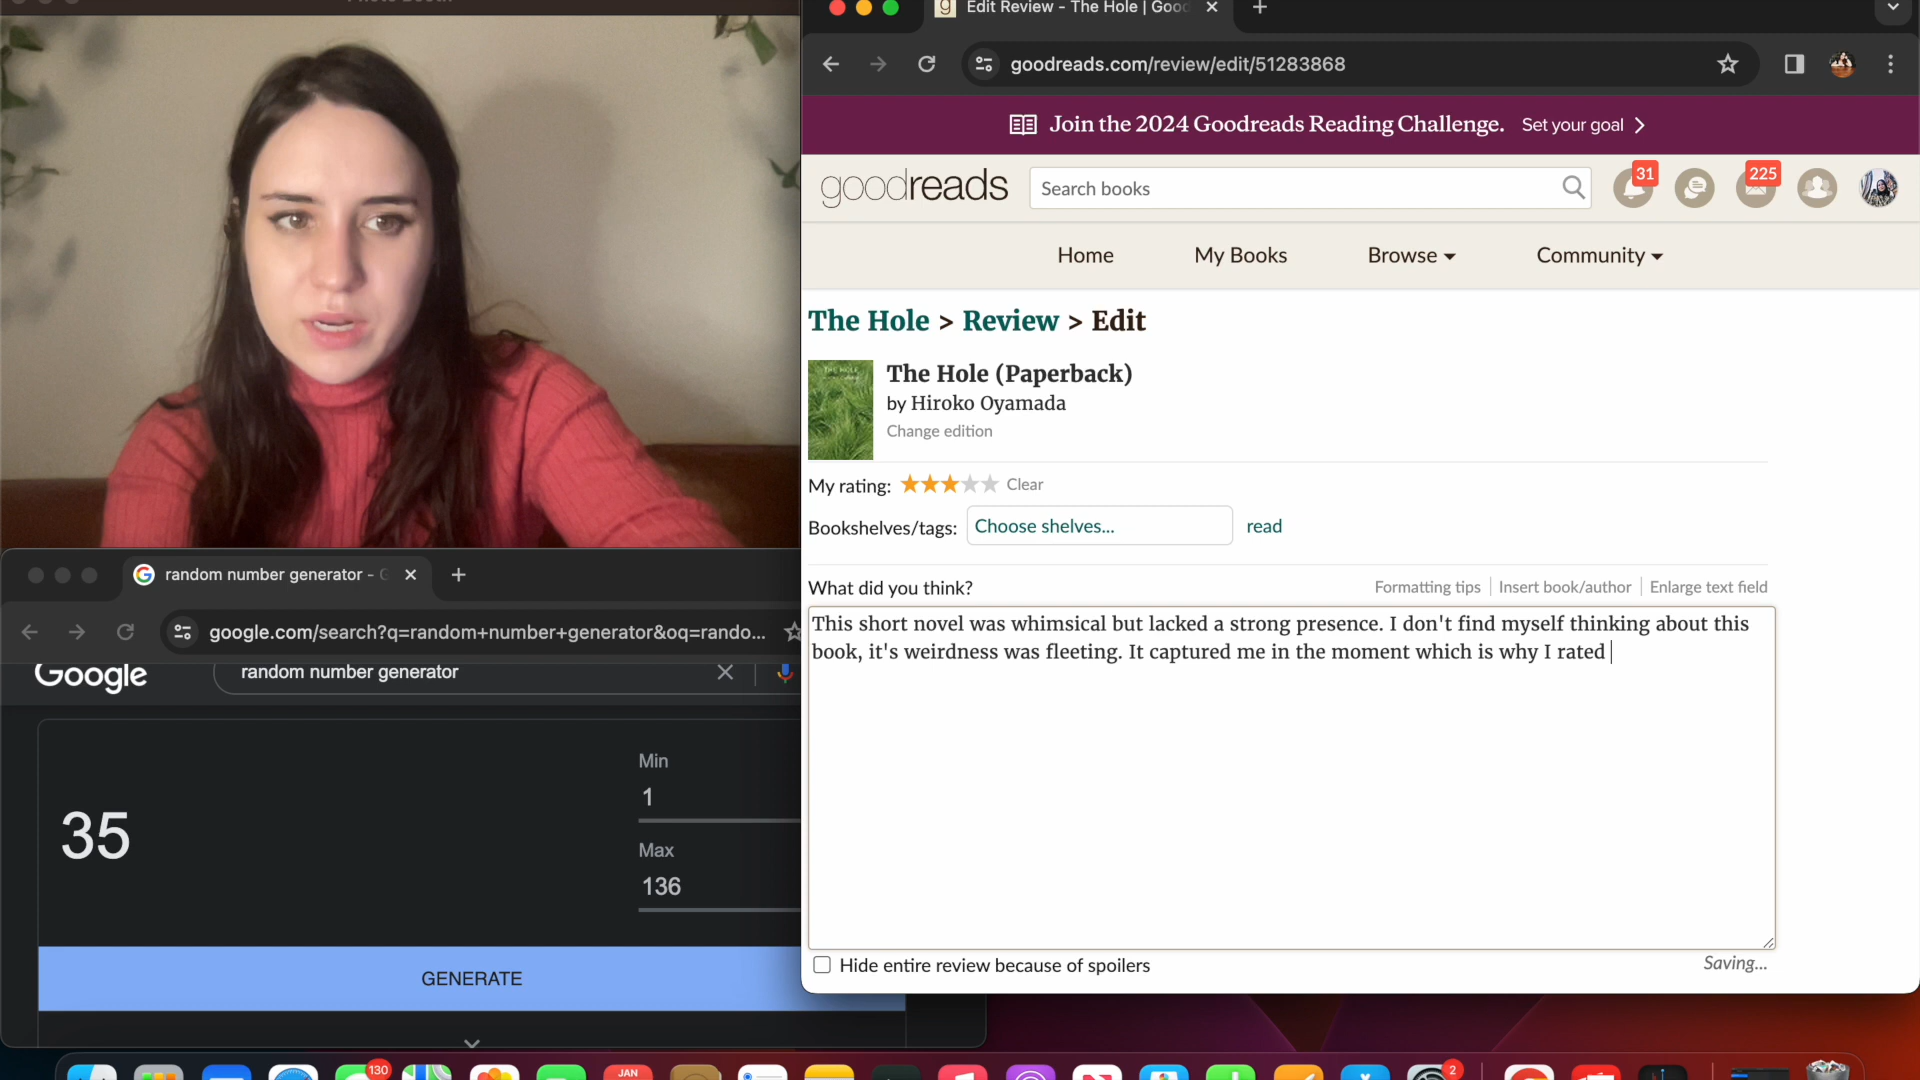 Edit Review - The Hole | Good
goodreads.com/review/edit/51283868
Join the 2024 Goodreads Reading Challenge. Set your goal
goodreads
Search books
31
225
Home My Books Browse Community
The Hole > Review > Edit
THE HOLE
The Hole (Paperback)
by Hiroko Oyamada
Change edition
My rating: Clear
Bookshelves/tags: Choose shelves... read
What did you think? Formatting tips Insert book/author Enlarge text field
This short novel was whimsical but lacked a strong presence. I don't find myself thinking about this
book, it's weirdness was fleeting. It captured me in the moment which is why I rated
Hide entire review because of spoilers
Saving...
random number generator - G
google.com/search?q=random+number+generator&oq=rando...
Google
random number generator
35
Min
1
Max
136
GENERATE
130
JAN
2